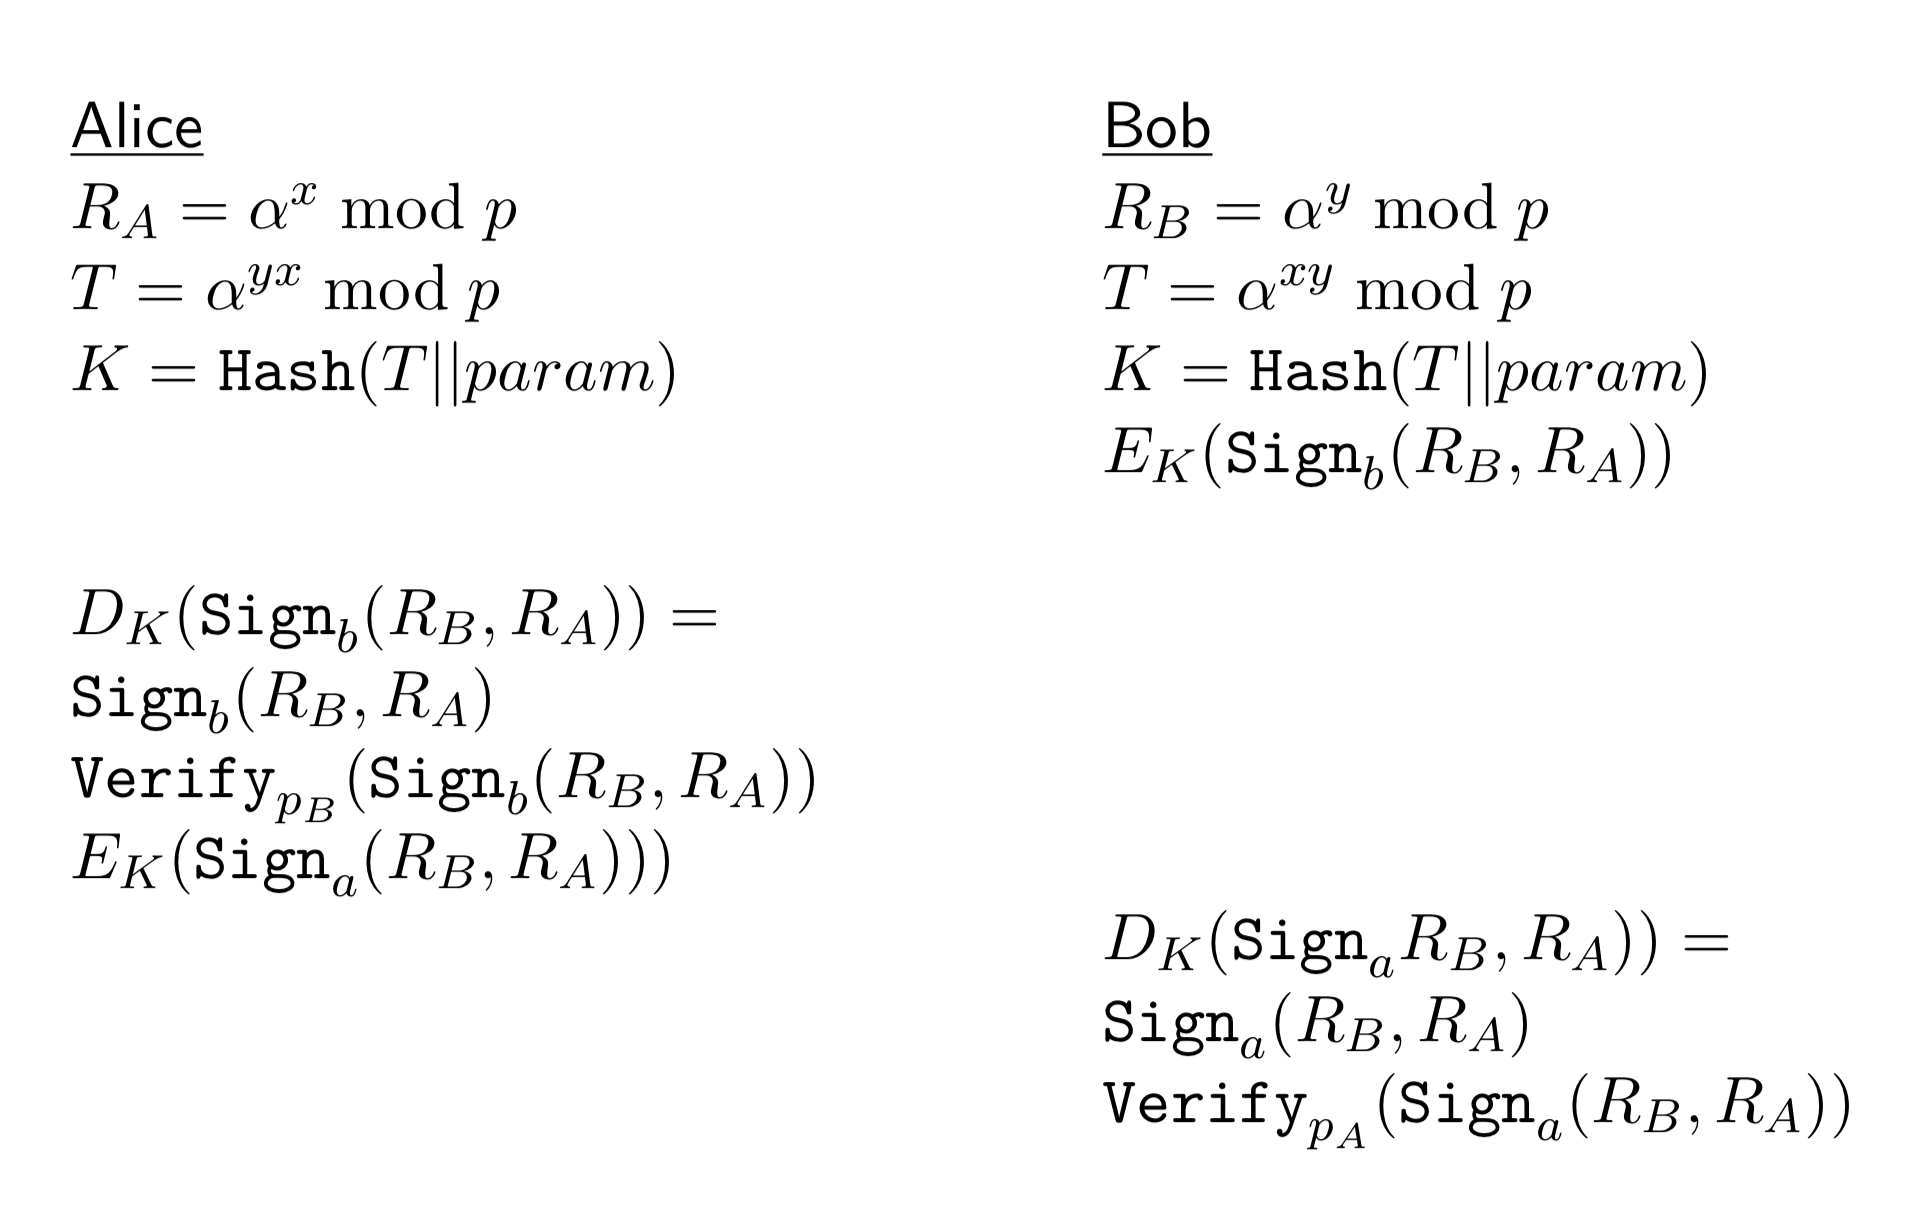 Alice
R_A = α^x mod p
T = α^{yx} mod p
K = Hash(T||param)
D_K(Sign_b(R_B, R_A)) =
Sign_b(R_B, R_A)
Verify_{p_B}(Sign_b(R_B, R_A))
E_K(Sign_a(R_B, R_A)))
Bob
R_B = α^y mod p
T = α^{xy} mod p
K = Hash(T||param)
E_K(Sign_b(R_B, R_A))
D_K(Sign_a R_B, R_A)) =
Sign_a(R_B, R_A)
Verify_{p_A}(Sign_a(R_B, R_A))